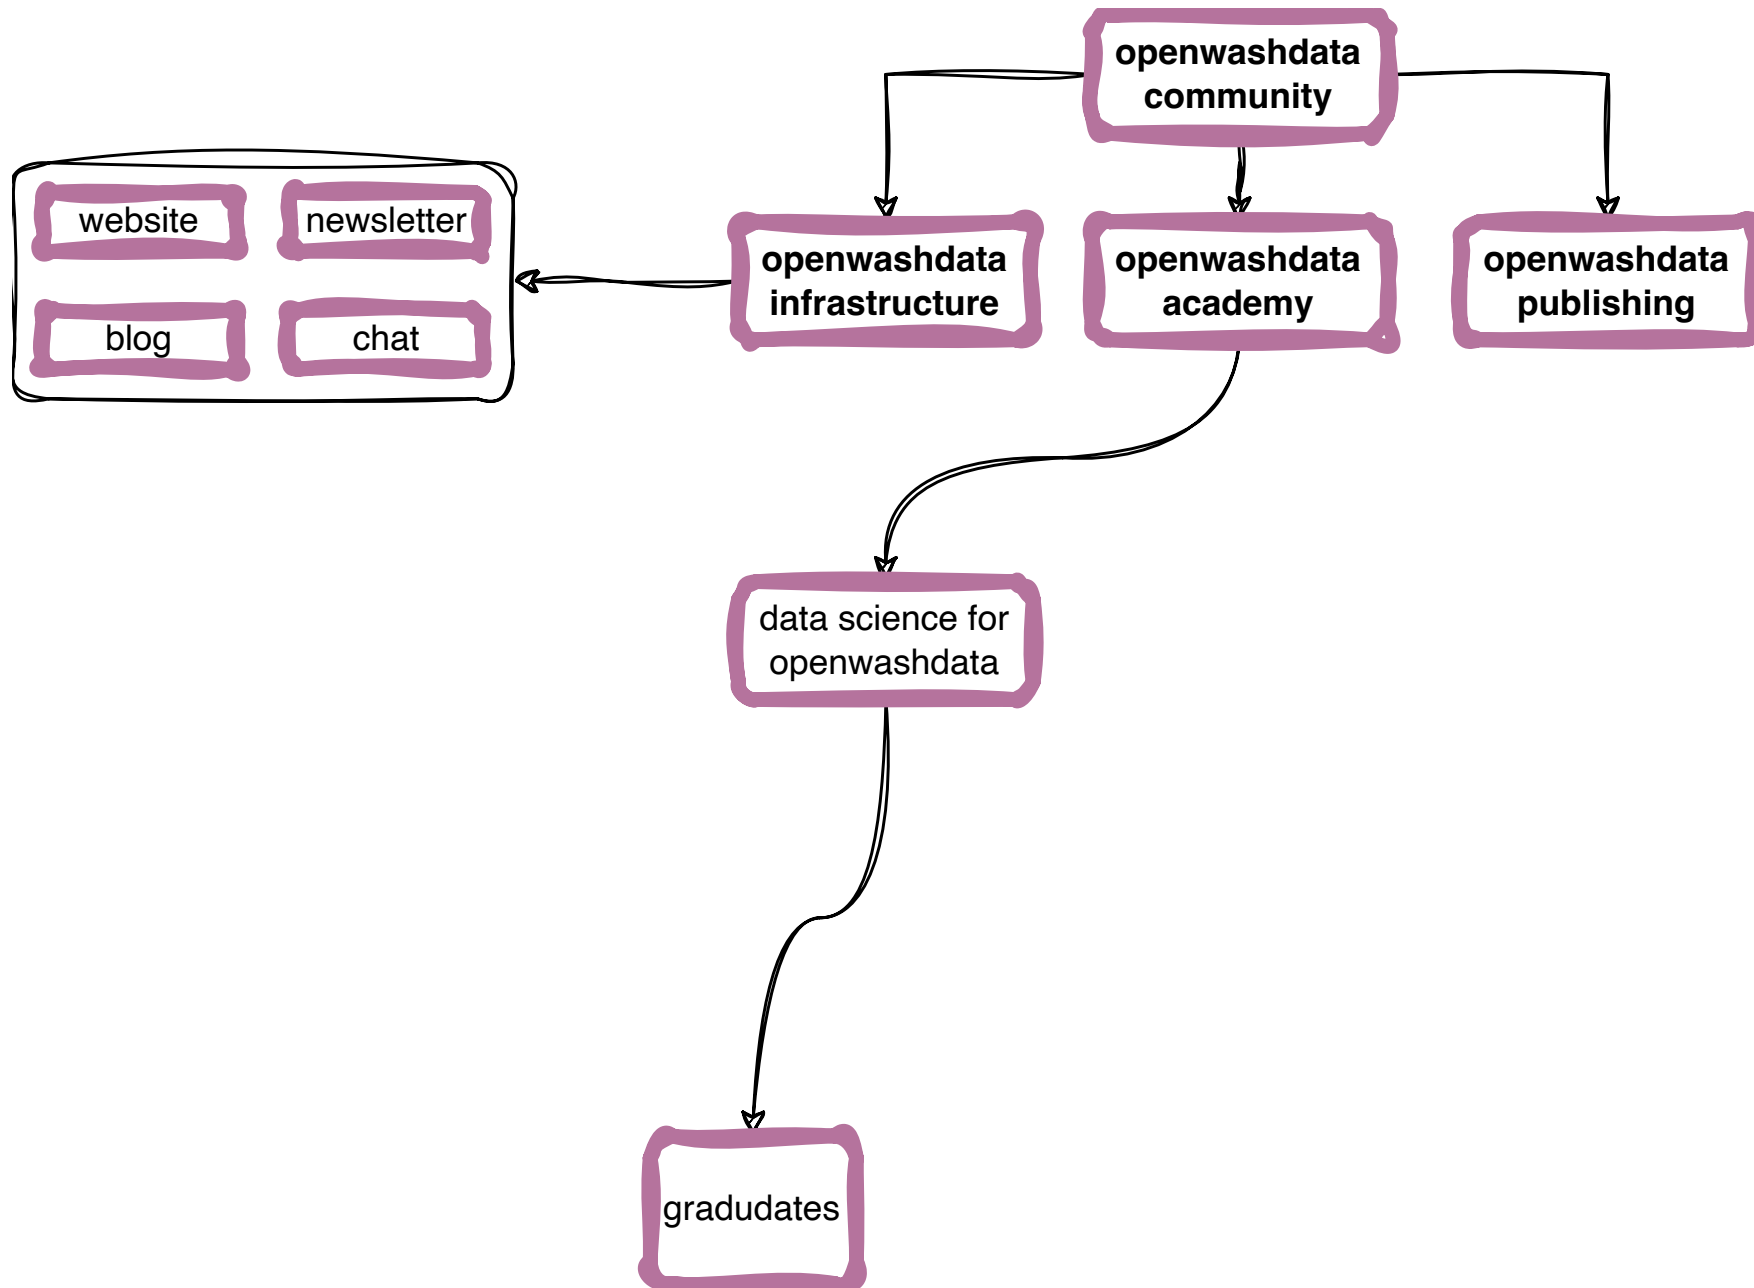 openwashdata
community
website
newsletter
blog
chat
openwashdata
infrastructure
openwashdata
academy
openwashdata
publishing
data science for
openwashdata
gradudates